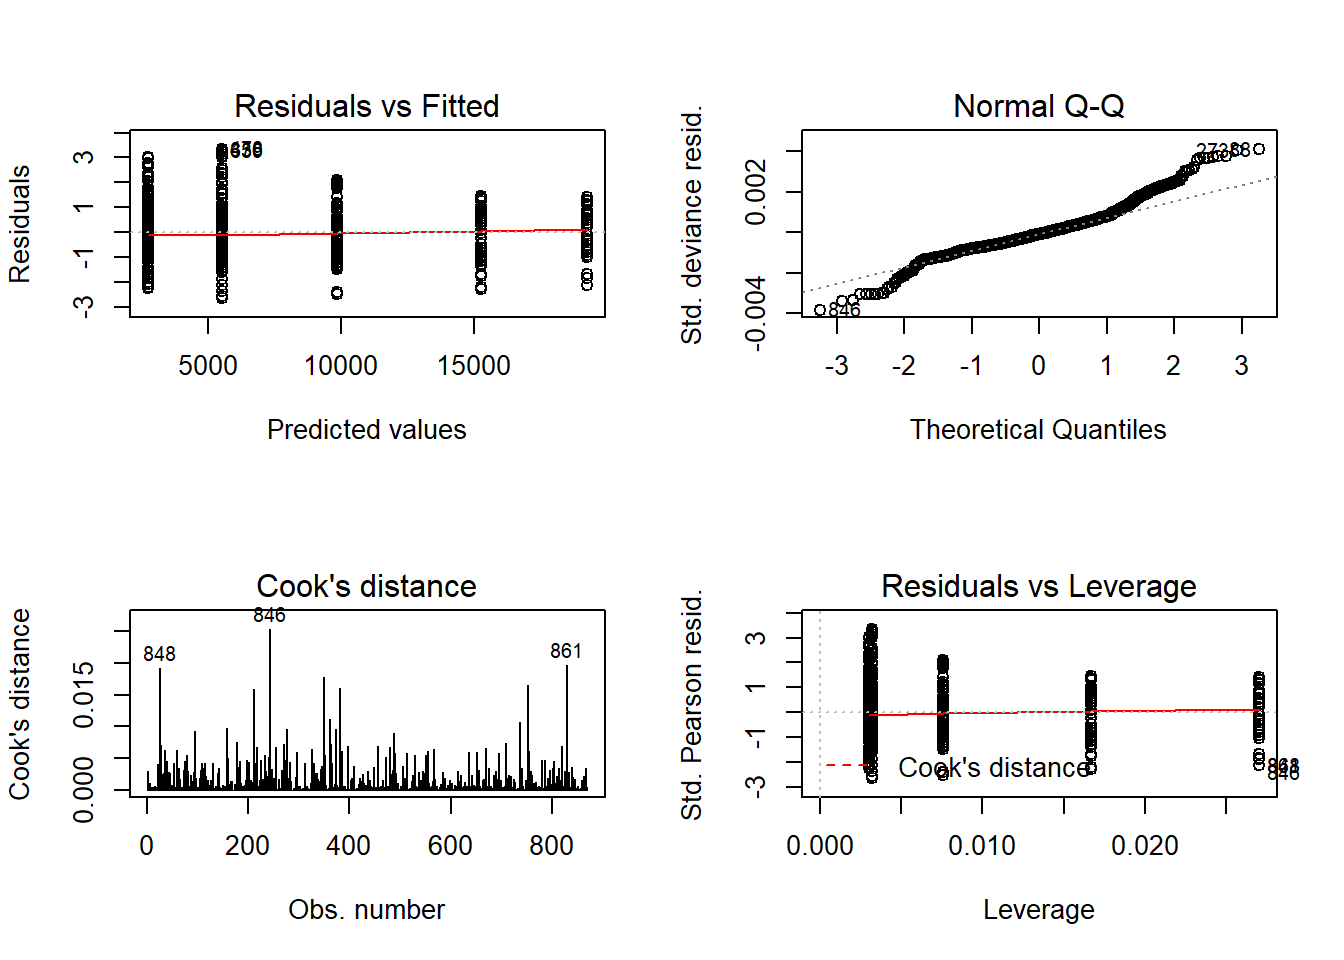 Residuals vs Fitted
Residuals
3
1
-1
-3
5000 10000 15000
Predicted values
Normal Q-Q
Std. deviance resid.
0.002
-0.004
846
-3 -2 -1 0 1 2 3
Theoretical Quantiles
Cook's distance
Cook's distance
0.015
0.000
848
846
861
0 200 400 600 800
Obs. number
Residuals vs Leverage
Std. Pearson resid.
3
1
-1
-3
Cook's distance
846
0.000 0.010 0.020
Leverage